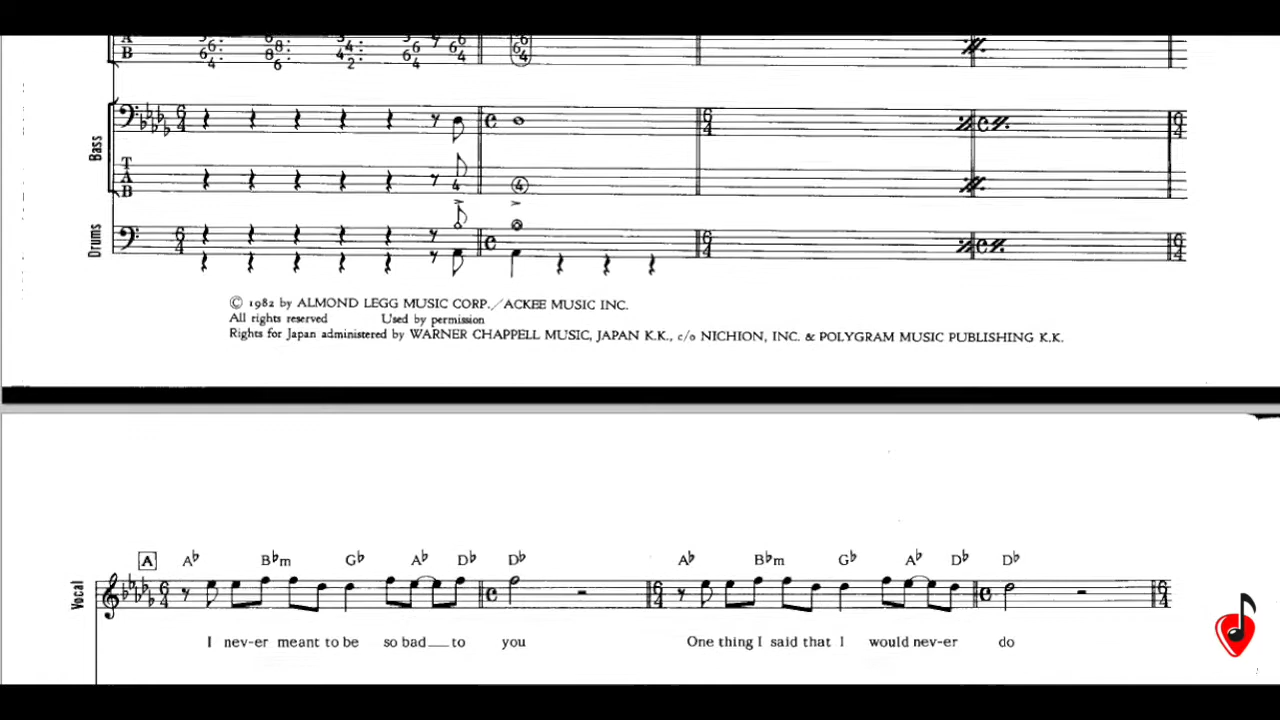 Bass
T
A
B
4
4
Drums
© 1982 by ALMOND LEGG MUSIC CORP./ACKEE MUSIC INC.
All rights reserved Used by permission
Rights for Japan administered by WARNER CHAPPELL MUSIC, JAPAN K.K., c/o NICHION, INC. & POLYGRAM MUSIC PUBLISHING K.K.
A A♭ B♭m G♭ A♭ D♭ D♭ A♭ B♭m G♭ A♭ D♭ D♭
Vocal
I nev-er meant to be so bad to you One thing I said that I would nev-er do